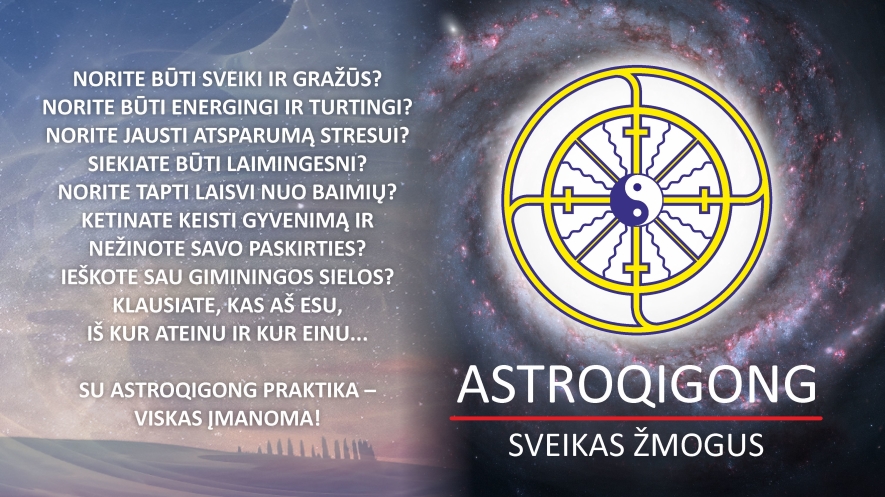 NORITE BŪTI SVEIKI IR GRAŽŪS?
NORITE BŪTI ENERGINGI IR TURTINGI?
NORITE JAUSTI ATSPARUMĄ STRESUI?
SIEKIATE BŪTI LAIMINGESNI?
NORITE TAPTI LAISVI NUO BAIMIŲ?
KETINATE KEISTI GYVENIMĄ IR
NEŽINOTE SAVO PASKIRTIES?
IEŠKOTE SAU GIMININGOS SIELOS?
KLAUSIATE, KAS AŠ ESU,
IŠ KUR ATEINU IR KUR EINU...
SU ASTROQIGONG PRAKTIKA –
VISKAS ĮMANOMA!
ASTROQIGONG
SVEIKAS ŽMOGUS